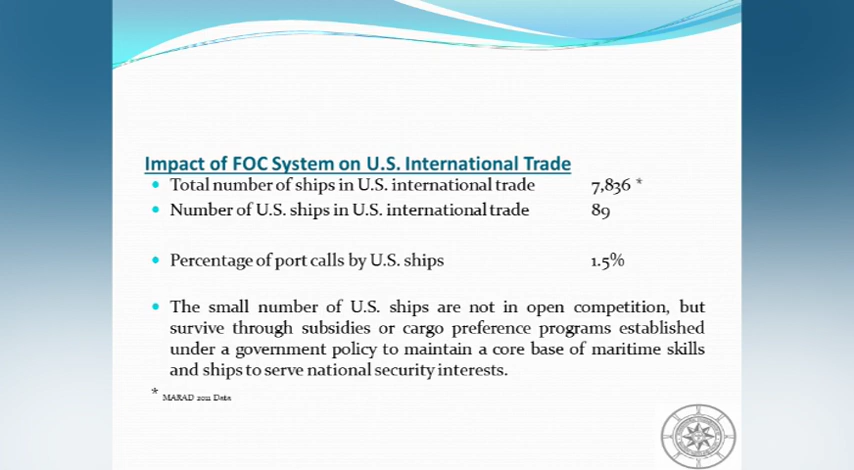 Impact of FOC System on U.S. International Trade
• Total number of ships in U.S. international trade 7,836 *
• Number of U.S. ships in U.S. international trade 89
• Percentage of port calls by U.S. ships 1.5%
• The small number of U.S. ships are not in open competition, but
survive through subsidies or cargo preference programs established
under a government policy to maintain a core base of maritime skills
and ships to serve national security interests.
* MARAD 2011 Data